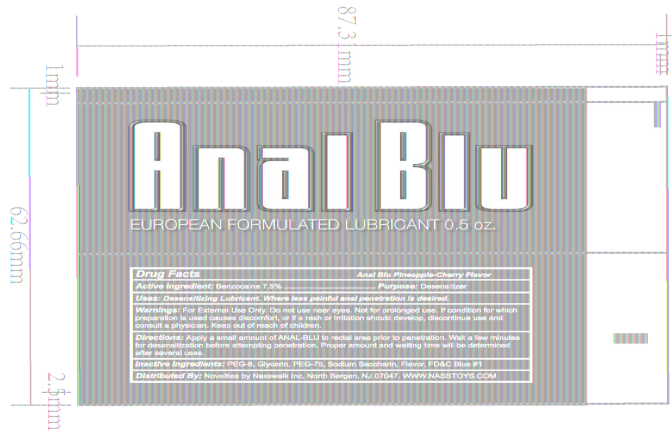 87.31mm
1mm
1mm
Anal Blu
EUROPEAN FORMULATED LUBRICANT 0.5 oz.
62.66mm
Drug Facts Anal Blu Pineapple-Cherry Flavor
Active Ingredient: Benzocaine 7.5% ........................ Purpose: Desensitizer
Uses: Desensitizing Lubricant. Where less painful anal penetration is desired.
Warnings: For External Use Only. Do not use near eyes. Not for prolonged use. If condition for which
preparation is used causes discomfort, or if a rash or irritation should develop, discontinue use and
consult a physician. Keep out of reach of children.
Directions: Apply a small amount of ANAL-BLU to rectal area prior to penetration. Wait a few minutes
for desensitization before attempting penetration. Proper amount and waiting time will be determined
after several uses.
Inactive Ingredients: PEG-8, Glycerin, PEG-75, Sodium Saccharin, Flavor, FD&C Blue #1
Distributed By: Novelties by Nasswalk Inc, North Bergen, NJ 07047. WWW.NASSTOYS.COM
2.5mm